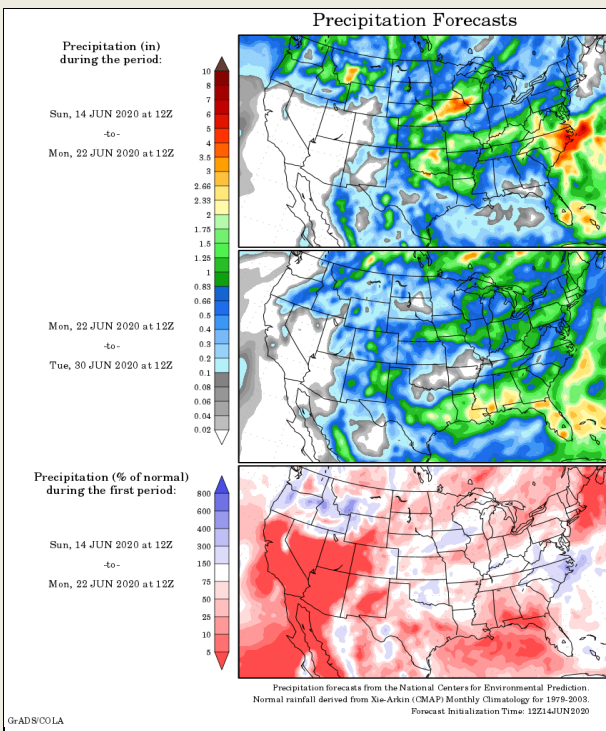 Precipitation Forecasts
Precipitation (in)
during the period:
Sun, 14 JUN 2020 at 12Z
-to-
Mon, 22 JUN 2020 at 12Z
10
8
7
6
5
4
3.5
3
2.66
2.33
2
1.75
1.5
1.25
1
0.83
0.66
0.5
0.4
0.3
0.2
0.1
0.08
0.06
0.04
0.02
Mon, 22 JUN 2020 at 12Z
-to-
Tue, 30 JUN 2020 at 12Z
Precipitation (% of normal)
during the first period:
Sun, 14 JUN 2020 at 12Z
-to-
Mon, 22 JUN 2020 at 12Z
800
600
400
300
150
75
50
25
10
5
Precipitation forecasts from the National Centers for Environmental Prediction.
Normal rainfall derived from Xie-Arkin (CMAP) Monthly Climatology for 1979-2003.
Forecast Initialization Time: 12Z14JUN2020
GrADS/COLA